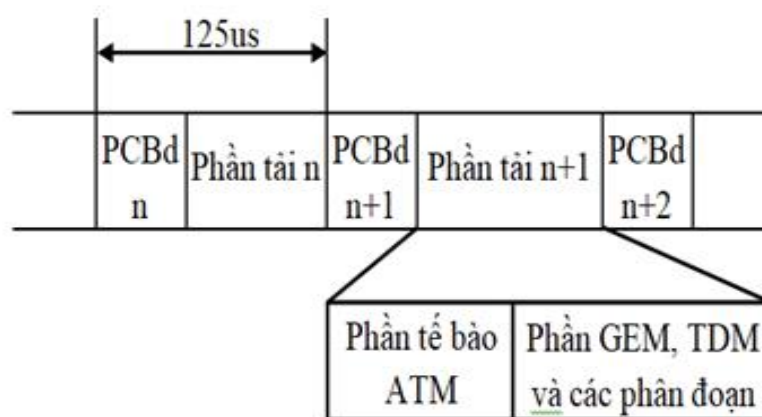 125us
PCBd
n
Phần tải n
PCBd
n+1
Phần tải n+1
PCBd
n+2
Phần tế bào
ATM
Phần GEM, TDM
và các phân đoạn